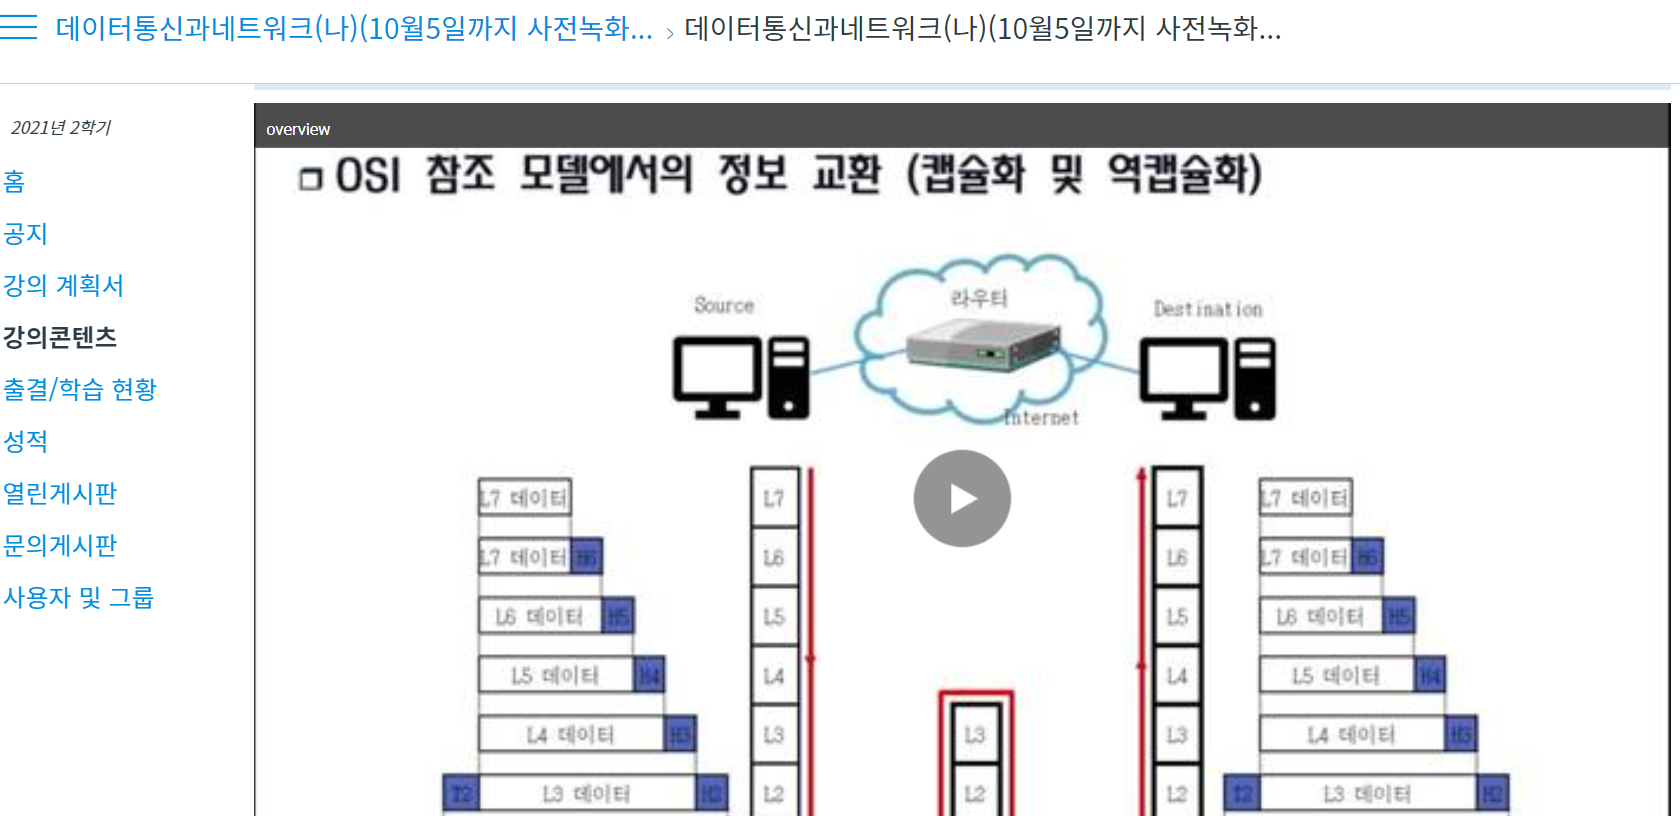 데이터통신과네트워크(나)(10월5일까지 사전녹화... › 데이터통신과네트워크(나)(10월5일까지 사전녹화...
2021년 2학기
홈
공지
강의 계획서
강의콘텐츠
출결/학습 현황
성적
열린게시판
문의게시판
사용자 및 그룹
overview
OSI 참조 모델에서의 정보 교환 (캡슐화 및 역캡슐화)
Source
라우터
Destination
Internet
L7 데이터
L7
L7
L7 데이터
L7 데이터 H6
L6
L6
L7 데이터 H6
L6 데이터 H5
L5
L5
L6 데이터 H5
L5 데이터 H4
L4
L4
L5 데이터 H4
L4 데이터 H3
L3
L3
L3
L4 데이터 H3
T2 L3 데이터 H2
L2
L2
L2
T2 L3 데이터 H2